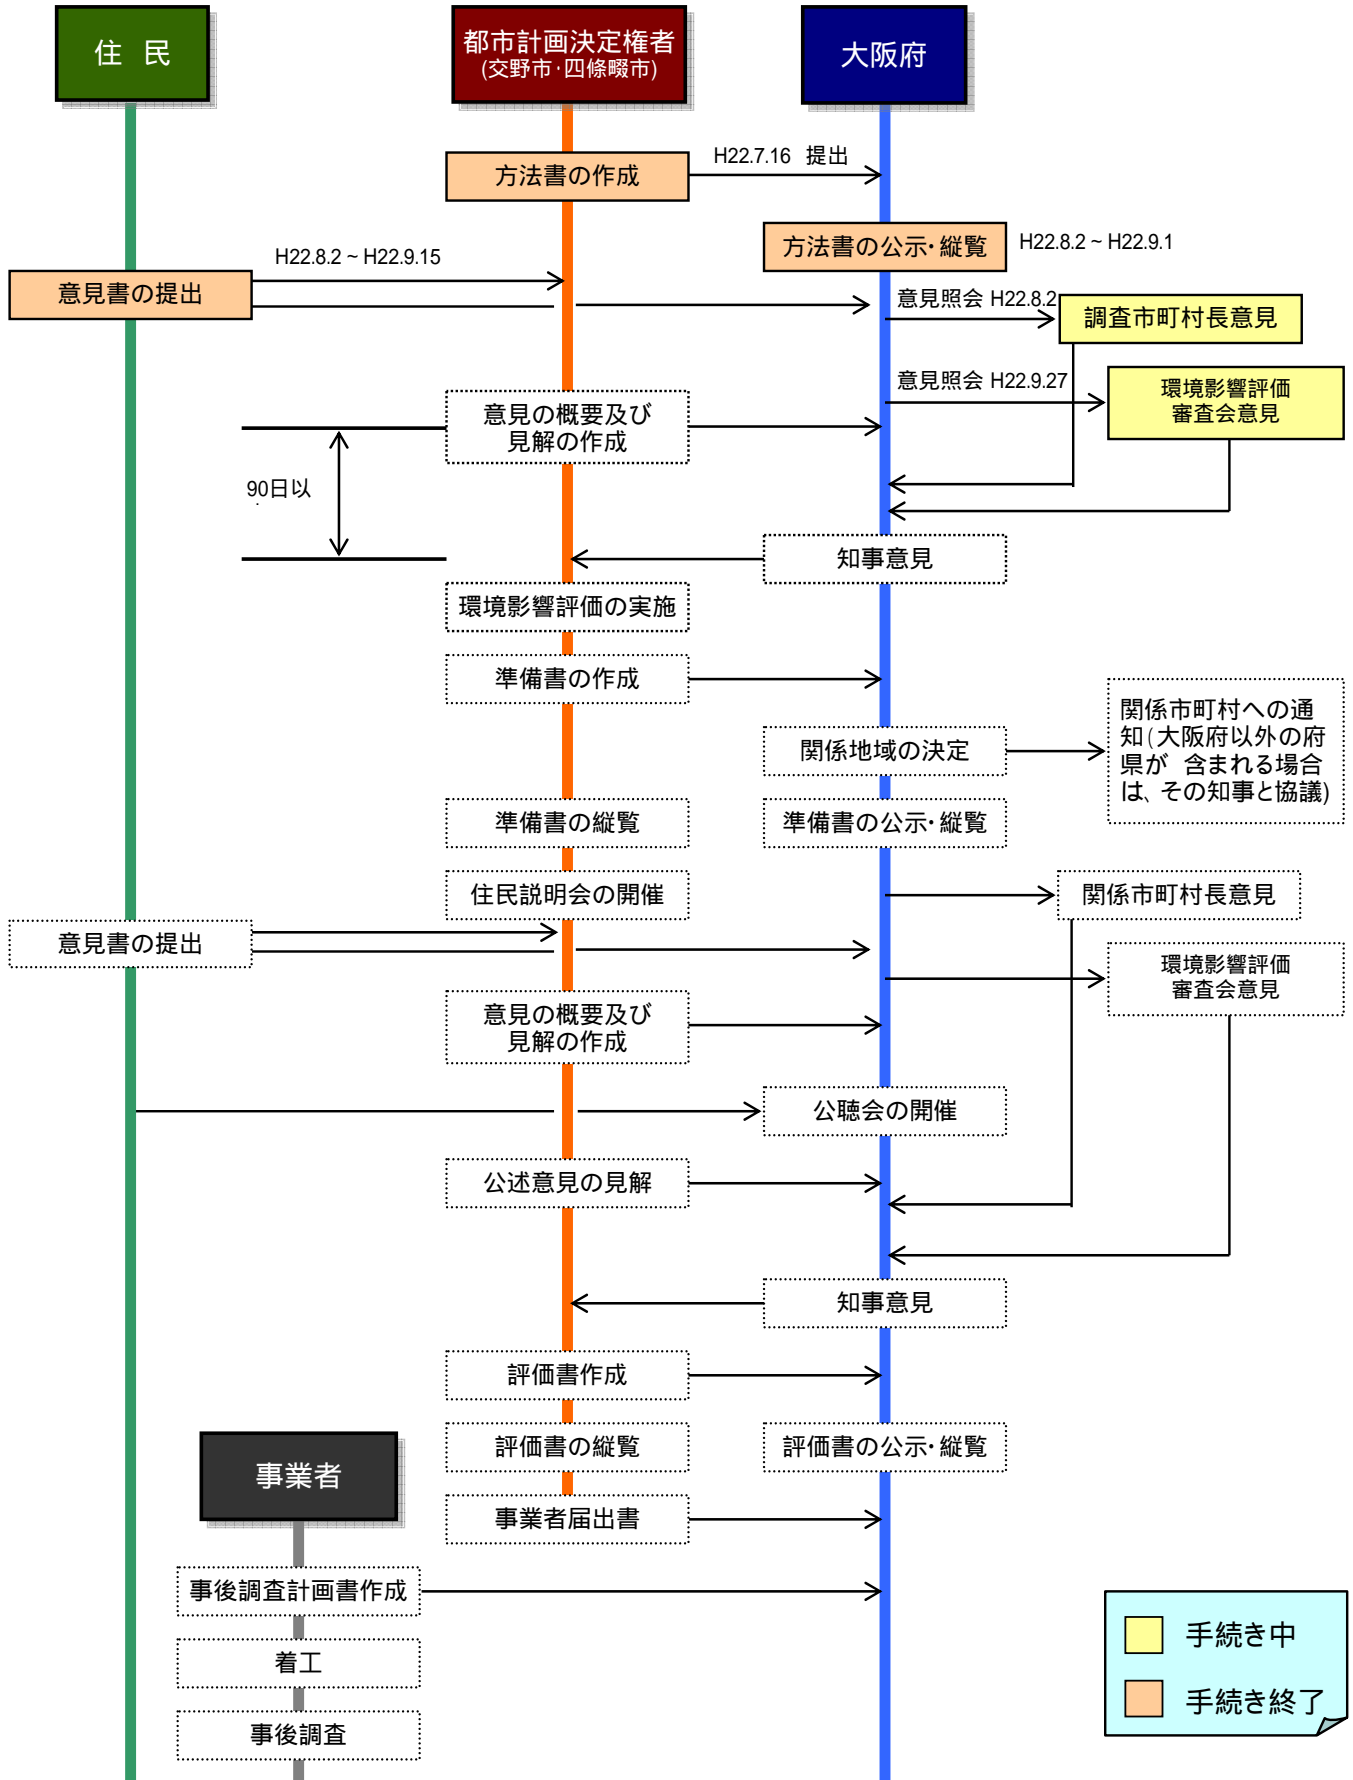 住　民
都市計画決定権者
(交野市･四條畷市)
大阪府
方法書の作成
H22.7.16 提出
方法書の公示･縦覧
H22.8.2 ~ H22.9.1
H22.8.2 ~ H22.9.15
意見書の提出
意見照会 H22.8.2
調査市町村長意見
意見照会 H22.9.27
環境影響評価
審査会意見
意見の概要及び
見解の作成
90日以
知事意見
環境影響評価の実施
準備書の作成
関係地域の決定
関係市町村への通
知(大阪府以外の府
県が 含まれる場合
は、その知事と協議)
準備書の縦覧
準備書の公示･縦覧
住民説明会の開催
関係市町村長意見
意見書の提出
環境影響評価
審査会意見
意見の概要及び
見解の作成
公聴会の開催
公述意見の見解
知事意見
評価書作成
評価書の縦覧
評価書の公示･縦覧
事業者
事業者届出書
事後調査計画書作成
着工
事後調査
手続き中
手続き終了